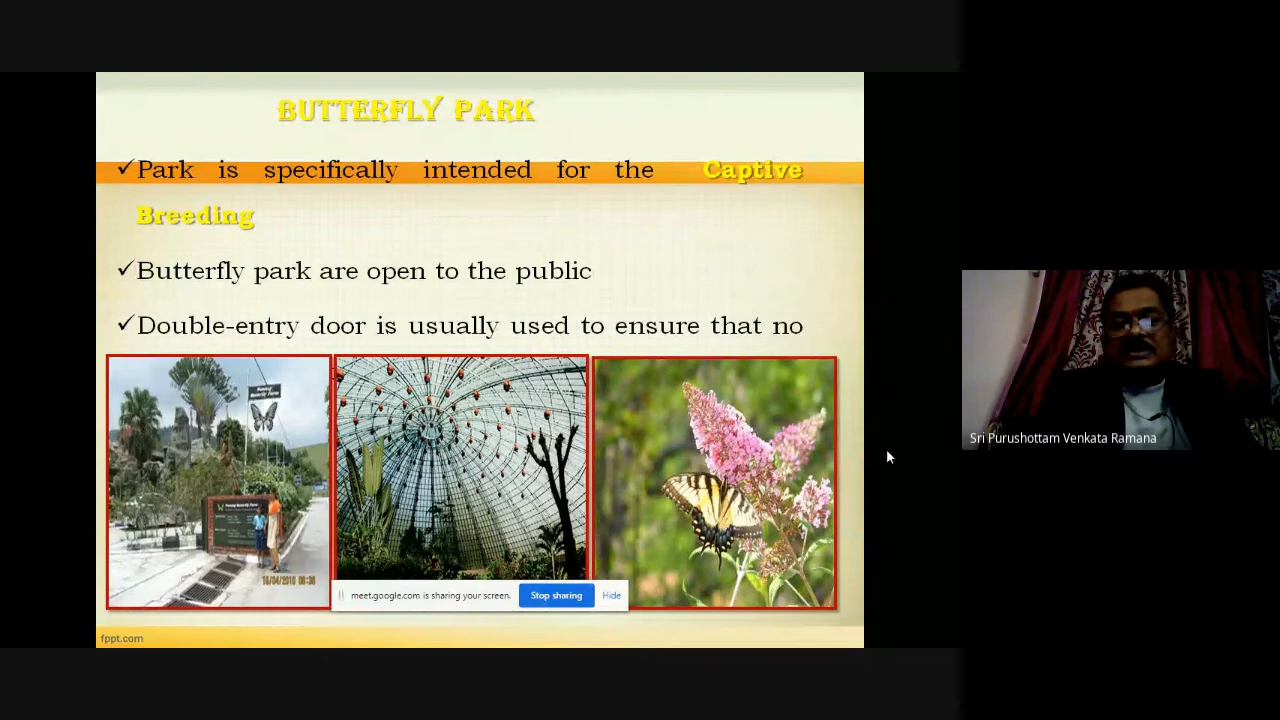 BUTTERFLY PARK
✓Park is specifically intended for the Captive
Breeding
✓Butterfly park are open to the public
✓Double-entry door is usually used to ensure that no
Butterfly Farm
meet.google.com is sharing your screen.
Stop sharing
Hide
fppt.com
Sri Purushottam Venkata Ramana